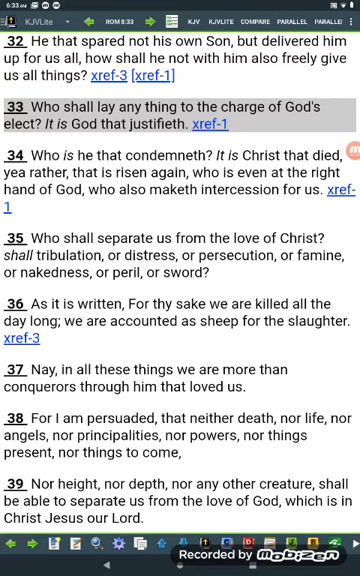 6:33 AM
KJVLite ROM 8:33 KJV KJVLITE COMPARE PARALLEL
32 He that spared not his own Son, but delivered him
up for us all, how shall he not with him also freely give
us all things? xref-3 [xref-1]
33 Who shall lay any thing to the charge of God's
elect? It is God that justifieth. xref-1
34 Who is he that condemneth? It is Christ that died,
yea rather, that is risen again, who is even at the right
hand of God, who also maketh intercession for us. xref-
1
35 Who shall separate us from the love of Christ?
shall tribulation, or distress, or persecution, or famine,
or nakedness, or peril, or sword?
36 As it is written, For thy sake we are killed all the
day long; we are accounted as sheep for the slaughter.
xref-3
37 Nay, in all these things we are more than
conquerors through him that loved us.
38 For I am persuaded, that neither death, nor life, nor
angels, nor principalities, nor powers, nor things
present, nor things to come,
39 Nor height, nor depth, nor any other creature, shall
be able to separate us from the love of God, which is in
Christ Jesus our Lord.
Recorded by mobizen